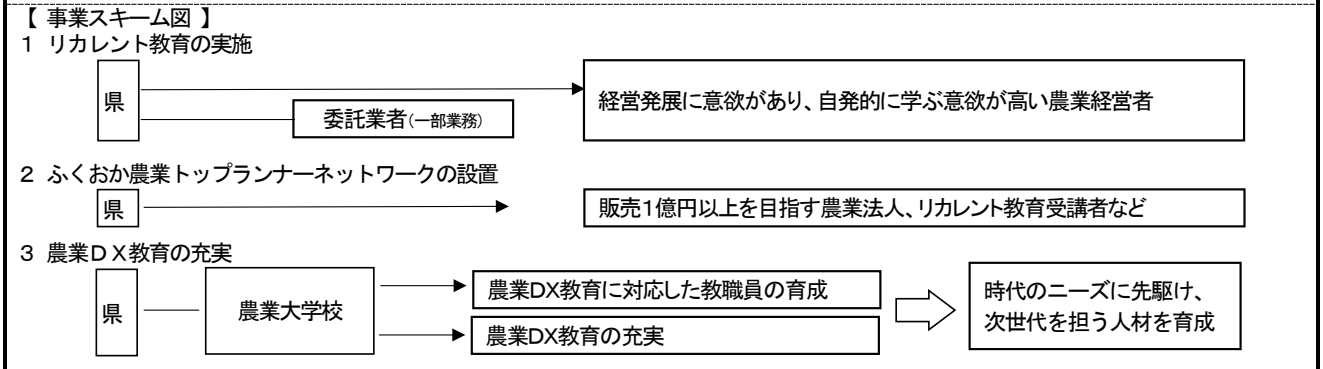 【 事業スキーム図 】
1 リカレント教育の実施
県
委託業者(一部業務)
経営発展に意欲があり、自発的に学ぶ意欲が高い農業経営者
2 ふくおか農業トップランナーネットワークの設置
県
販売1億円以上を目指す農業法人、リカレント教育受講者など
3 農業DX教育の充実
県
農業大学校
農業DX教育に対応した教職員の育成
農業DX教育の充実
時代のニーズに先駆け、
次世代を担う人材を育成